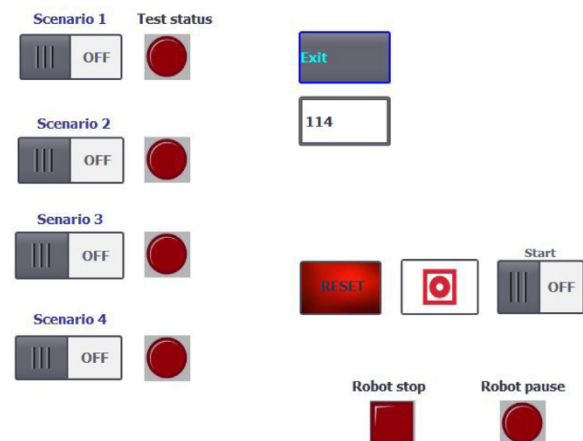 Scenario 1
Test status
OFF
Exit
114
Scenario 2
OFF
Senario 3
OFF
Start
RESET
OFF
Scenario 4
OFF
Robot stop
Robot pause